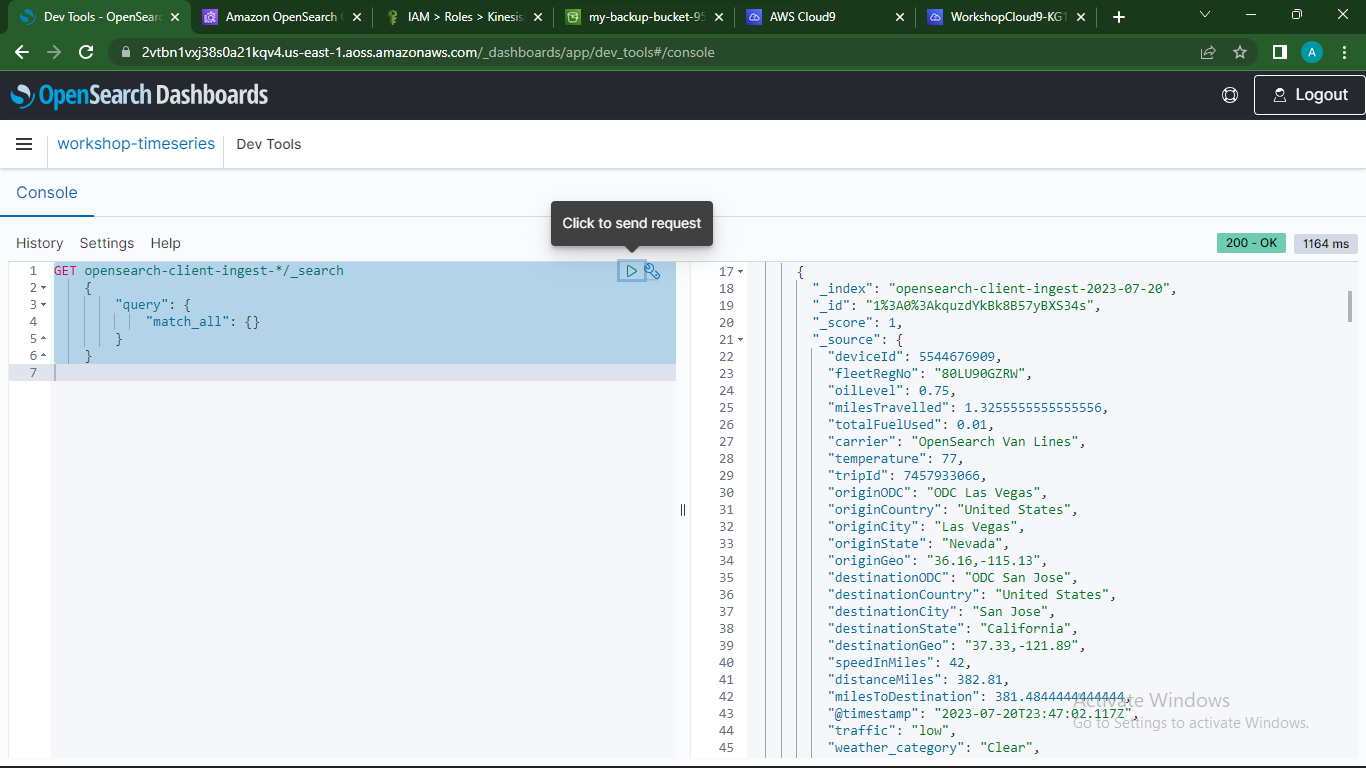 Dev Tools - OpenSearc
Amazon OpenSearch
IAM > Roles > Kinesis
my-backup-bucket-95
AWS Cloud9
WorkshopCloud9-KG1
2vtbn1vxj38s0a21kqv4.us-east-1.aoss.amazonaws.com/_dashboards/app/dev_tools#/console
A
OpenSearch Dashboards
Logout
workshop-timeseries
Dev Tools
Console
Click to send request
History Settings Help
200 - OK
1164 ms
1 GET opensearch-client-ingest-*/_search
2 {
3 "query": {
4 "match_all": {}
5 }
6 }
7
17 {
18 "_index": "opensearch-client-ingest-2023-07-20",
19 "_id": "1%3A0%3AkquzdYkBk8B57yBXS34s",
20 "_score": 1,
21 "_source": {
22 "deviceId": 5544676909,
23 "fleetRegNo": "80LU90GZRW",
24 "oilLevel": 0.75,
25 "milesTravelled": 1.3255555555555556,
26 "totalFuelUsed": 0.01,
27 "carrier": "OpenSearch Van Lines",
28 "temperature": 77,
29 "tripId": 7457933066,
30 "originODC": "ODC Las Vegas",
31 "originCountry": "United States",
32 "originCity": "Las Vegas",
33 "originState": "Nevada",
34 "originGeo": "36.16,-115.13",
35 "destinationODC": "ODC San Jose",
36 "destinationCountry": "United States",
37 "destinationCity": "San Jose",
38 "destinationState": "California",
39 "destinationGeo": "37.33,-121.89",
40 "speedInMiles": 42,
41 "distanceMiles": 382.81,
42 "milesToDestination": 381.4844444444444,
43 "@timestamp": "2023-07-20T23:47:02.117Z",
44 "traffic": "low",
45 "weather_category": "Clear",
Activate Windows
Go to Settings to activate Windows.